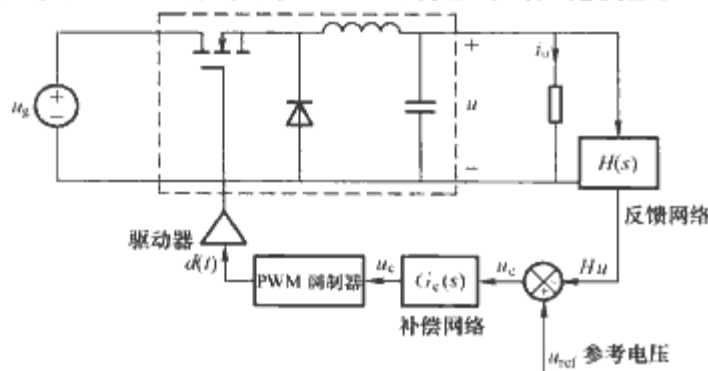 +
i_o
u_g
+
−
u
−
H(s)
反馈网络
驱动器
d(t)
u_c
u_e
Hu
PWM 调制器
G_c(s)
补偿网络
+
u_ref 参考电压